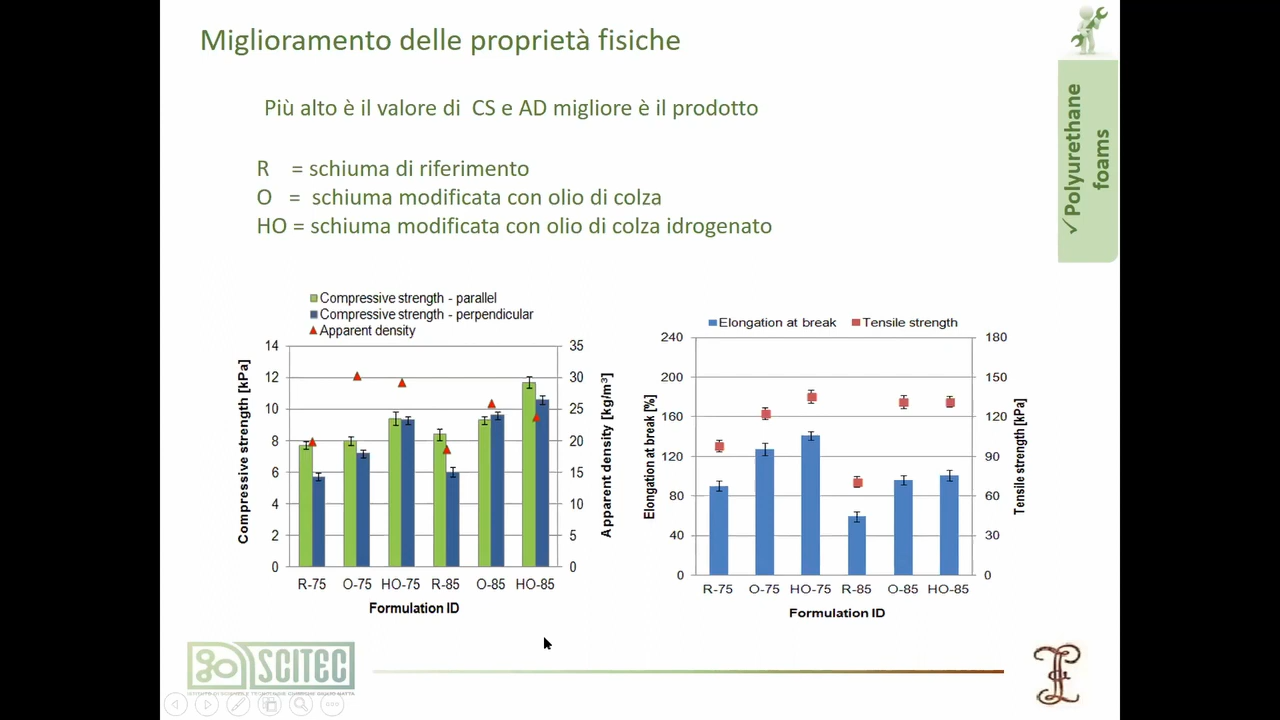 Miglioramento delle proprietà fisiche
Più alto è il valore di CS e AD migliore è il prodotto
R = schiuma di riferimento
O = schiuma modificata con olio di colza
HO = schiuma modificata con olio di colza idrogenato
✓Polyurethane
foams
Compressive strength - parallel
Compressive strength - perpendicular
Apparent density
14 35
12 30
10 25
8 20
6 15
4 10
2 5
0 0
Compressive strength [kPa]
Apparent density [kg/m³]
R-75 O-75 HO-75 R-85 O-85 HO-85
Formulation ID
Elongation at break Tensile strength
240 180
200 150
160 120
120 90
80 60
40 30
0 0
Elongation at break [%]
Tensile strength [kPa]
R-75 O-75 HO-75 R-85 O-85 HO-85
Formulation ID
SCITEC